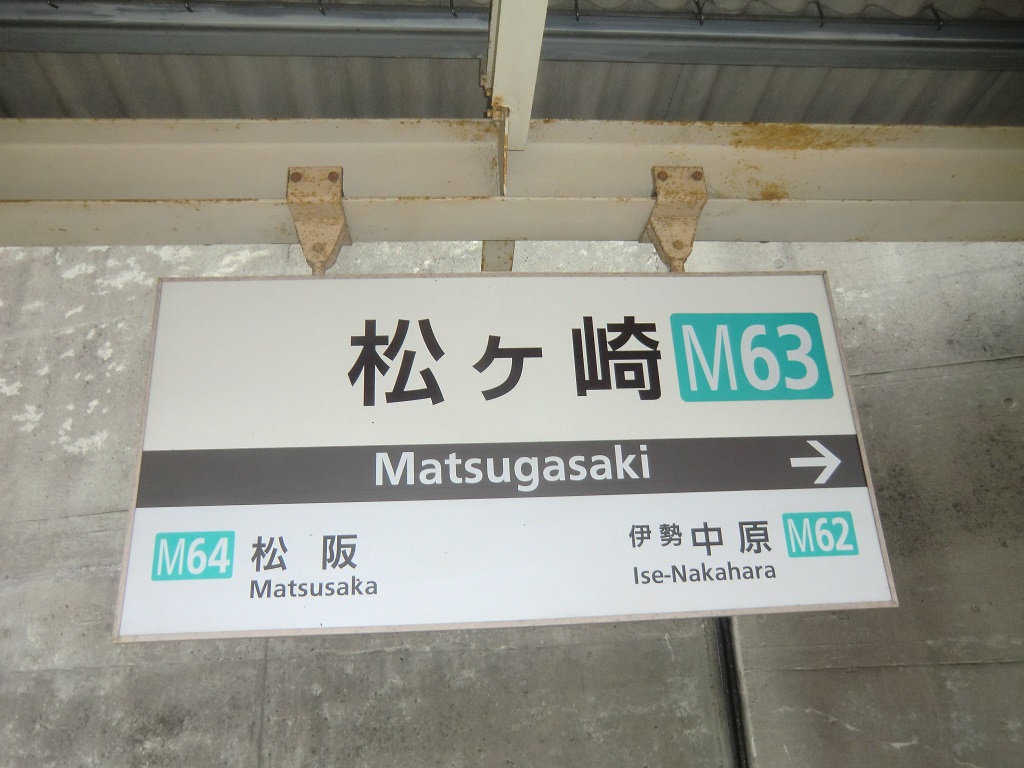 松ヶ崎 M63
Matsugasaki →
M64 松阪
Matsusaka
伊勢中原 M62
Ise-Nakahara